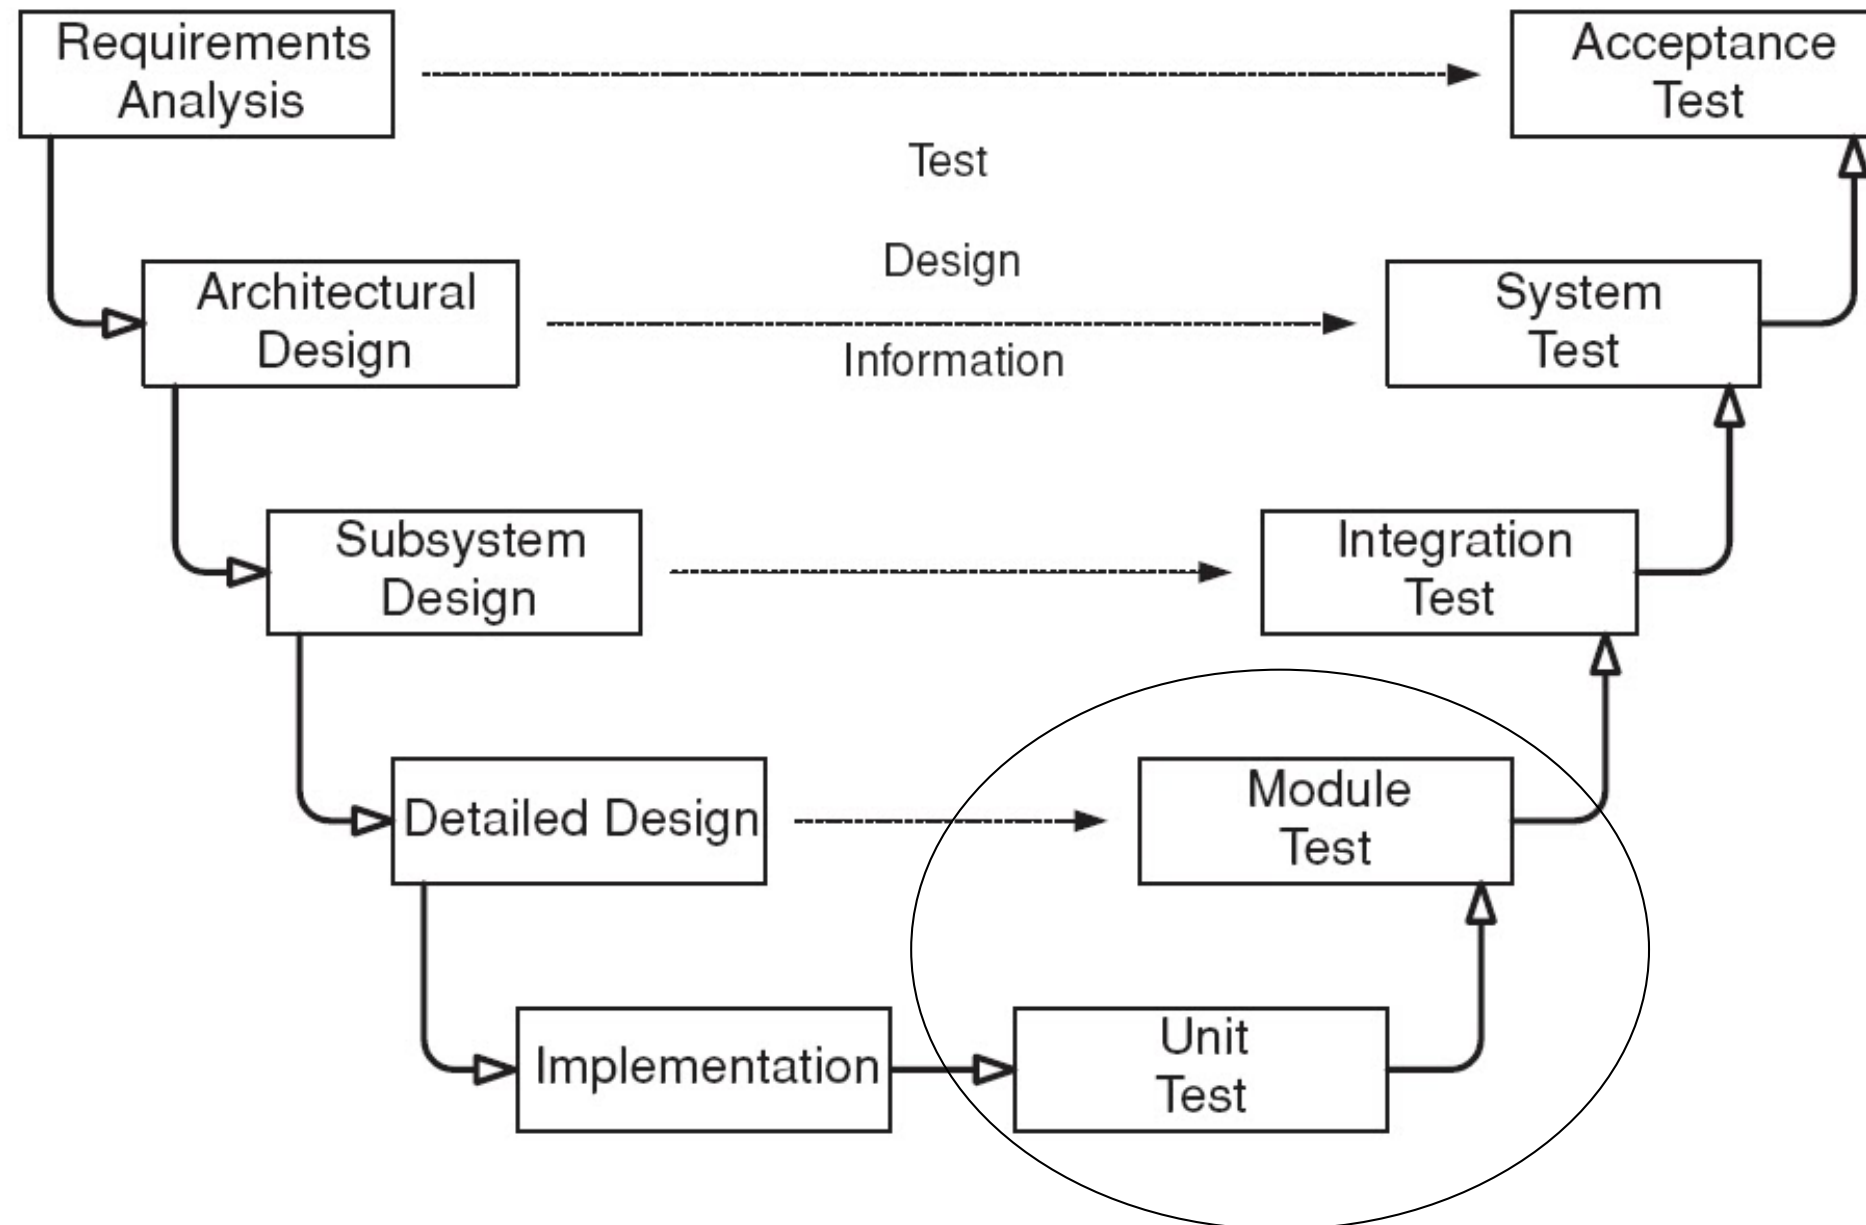 Requirements
Analysis
Acceptance
Test
Test
Design
Information
Architectural
Design
System
Test
Subsystem
Design
Integration
Test
Detailed Design
Module
Test
Implementation
Unit
Test